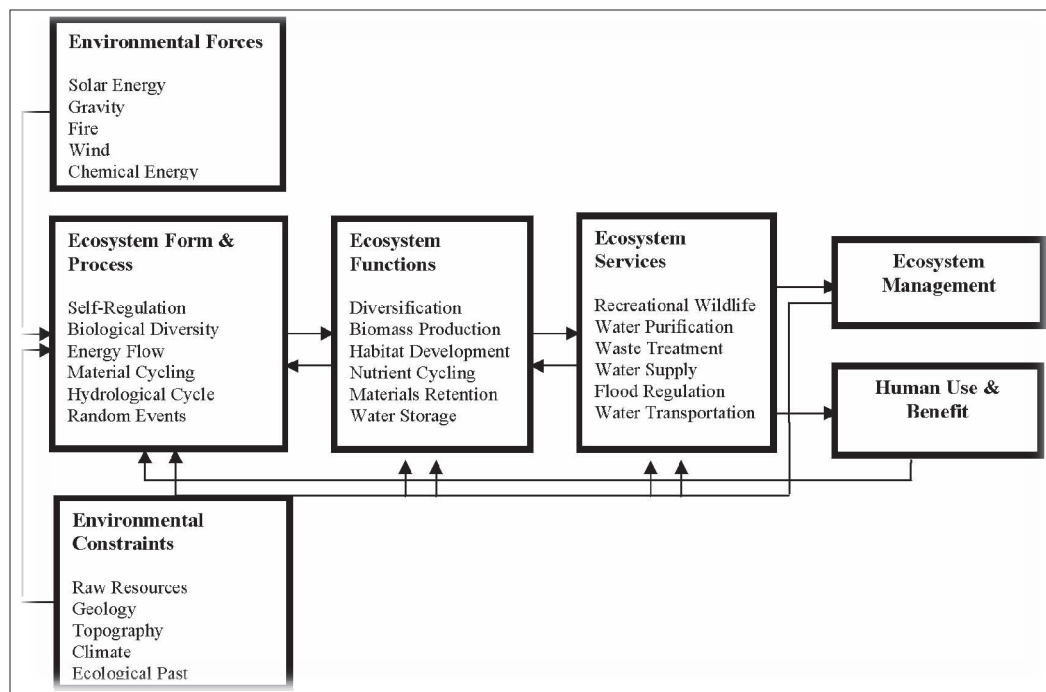 Environmental Forces
Solar Energy
Gravity
Fire
Wind
Chemical Energy
Ecosystem Form &
Process
Self-Regulation
Biological Diversity
Energy Flow
Material Cycling
Hydrological Cycle
Random Events
Ecosystem
Functions
Diversification
Biomass Production
Habitat Development
Nutrient Cycling
Materials Retention
Water Storage
Ecosystem
Services
Recreational Wildlife
Water Purification
Waste Treatment
Water Supply
Flood Regulation
Water Transportation
Ecosystem
Management
Human Use &
Benefit
Environmental
Constraints
Raw Resources
Geology
Topography
Climate
Ecological Past